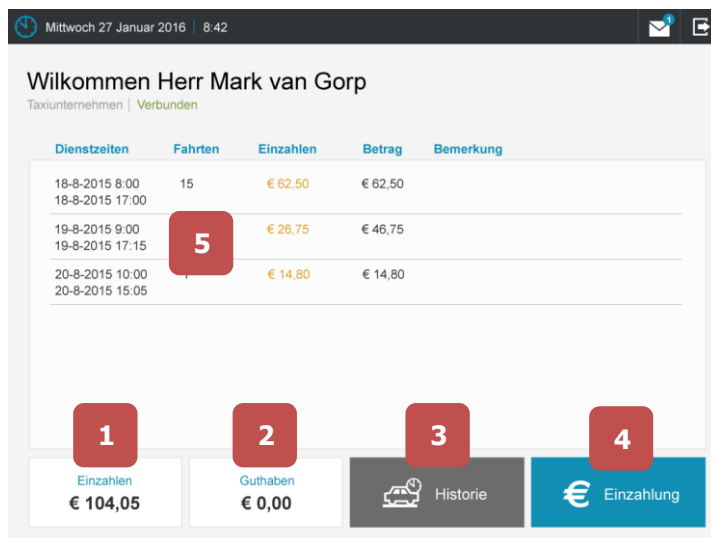 Mittwoch 27 Januar 2016 | 8:42
1
Wilkommen Herr Mark van Gorp
Taxiunternehmen | Verbunden
Dienstzeiten Fahrten Einzahlen Betrag Bemerkung
18-8-2015 8:00 15 € 62,50 € 62,50
18-8-2015 17:00
19-8-2015 9:00 € 26,75 € 46,75
19-8-2015 17:15
5
20-8-2015 10:00 € 14,80 € 14,80
20-8-2015 15:05
1 2 3 4
Einzahlen Guthaben
€ 104,05 € 0,00 Historie € Einzahlung